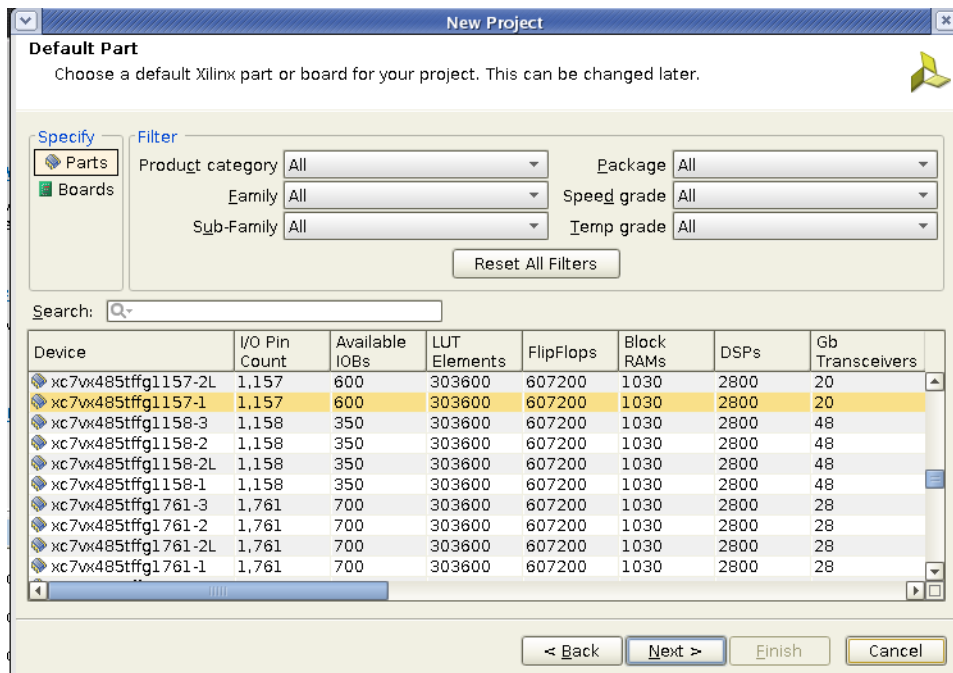 New Project
Default Part
Choose a default Xilinx part or board for your project. This can be changed later.
Specify
Filter
Parts
Boards
Product category All
Package All
Family All
Speed grade All
Sub-Family All
Temp grade All
Reset All Filters
Search:
Device I/O Pin Count Available IOBs LUT Elements FlipFlops Block RAMs DSPs Gb Transceivers
xc7vx485tffg1157-2L 1,157 600 303600 607200 1030 2800 20
xc7vx485tffg1157-1 1,157 600 303600 607200 1030 2800 20
xc7vx485tffg1158-3 1,158 350 303600 607200 1030 2800 48
xc7vx485tffg1158-2 1,158 350 303600 607200 1030 2800 48
xc7vx485tffg1158-2L 1,158 350 303600 607200 1030 2800 48
xc7vx485tffg1158-1 1,158 350 303600 607200 1030 2800 48
xc7vx485tffg1761-3 1,761 700 303600 607200 1030 2800 28
xc7vx485tffg1761-2 1,761 700 303600 607200 1030 2800 28
xc7vx485tffg1761-2L 1,761 700 303600 607200 1030 2800 28
xc7vx485tffg1761-1 1,761 700 303600 607200 1030 2800 28
< Back
Next >
Finish
Cancel